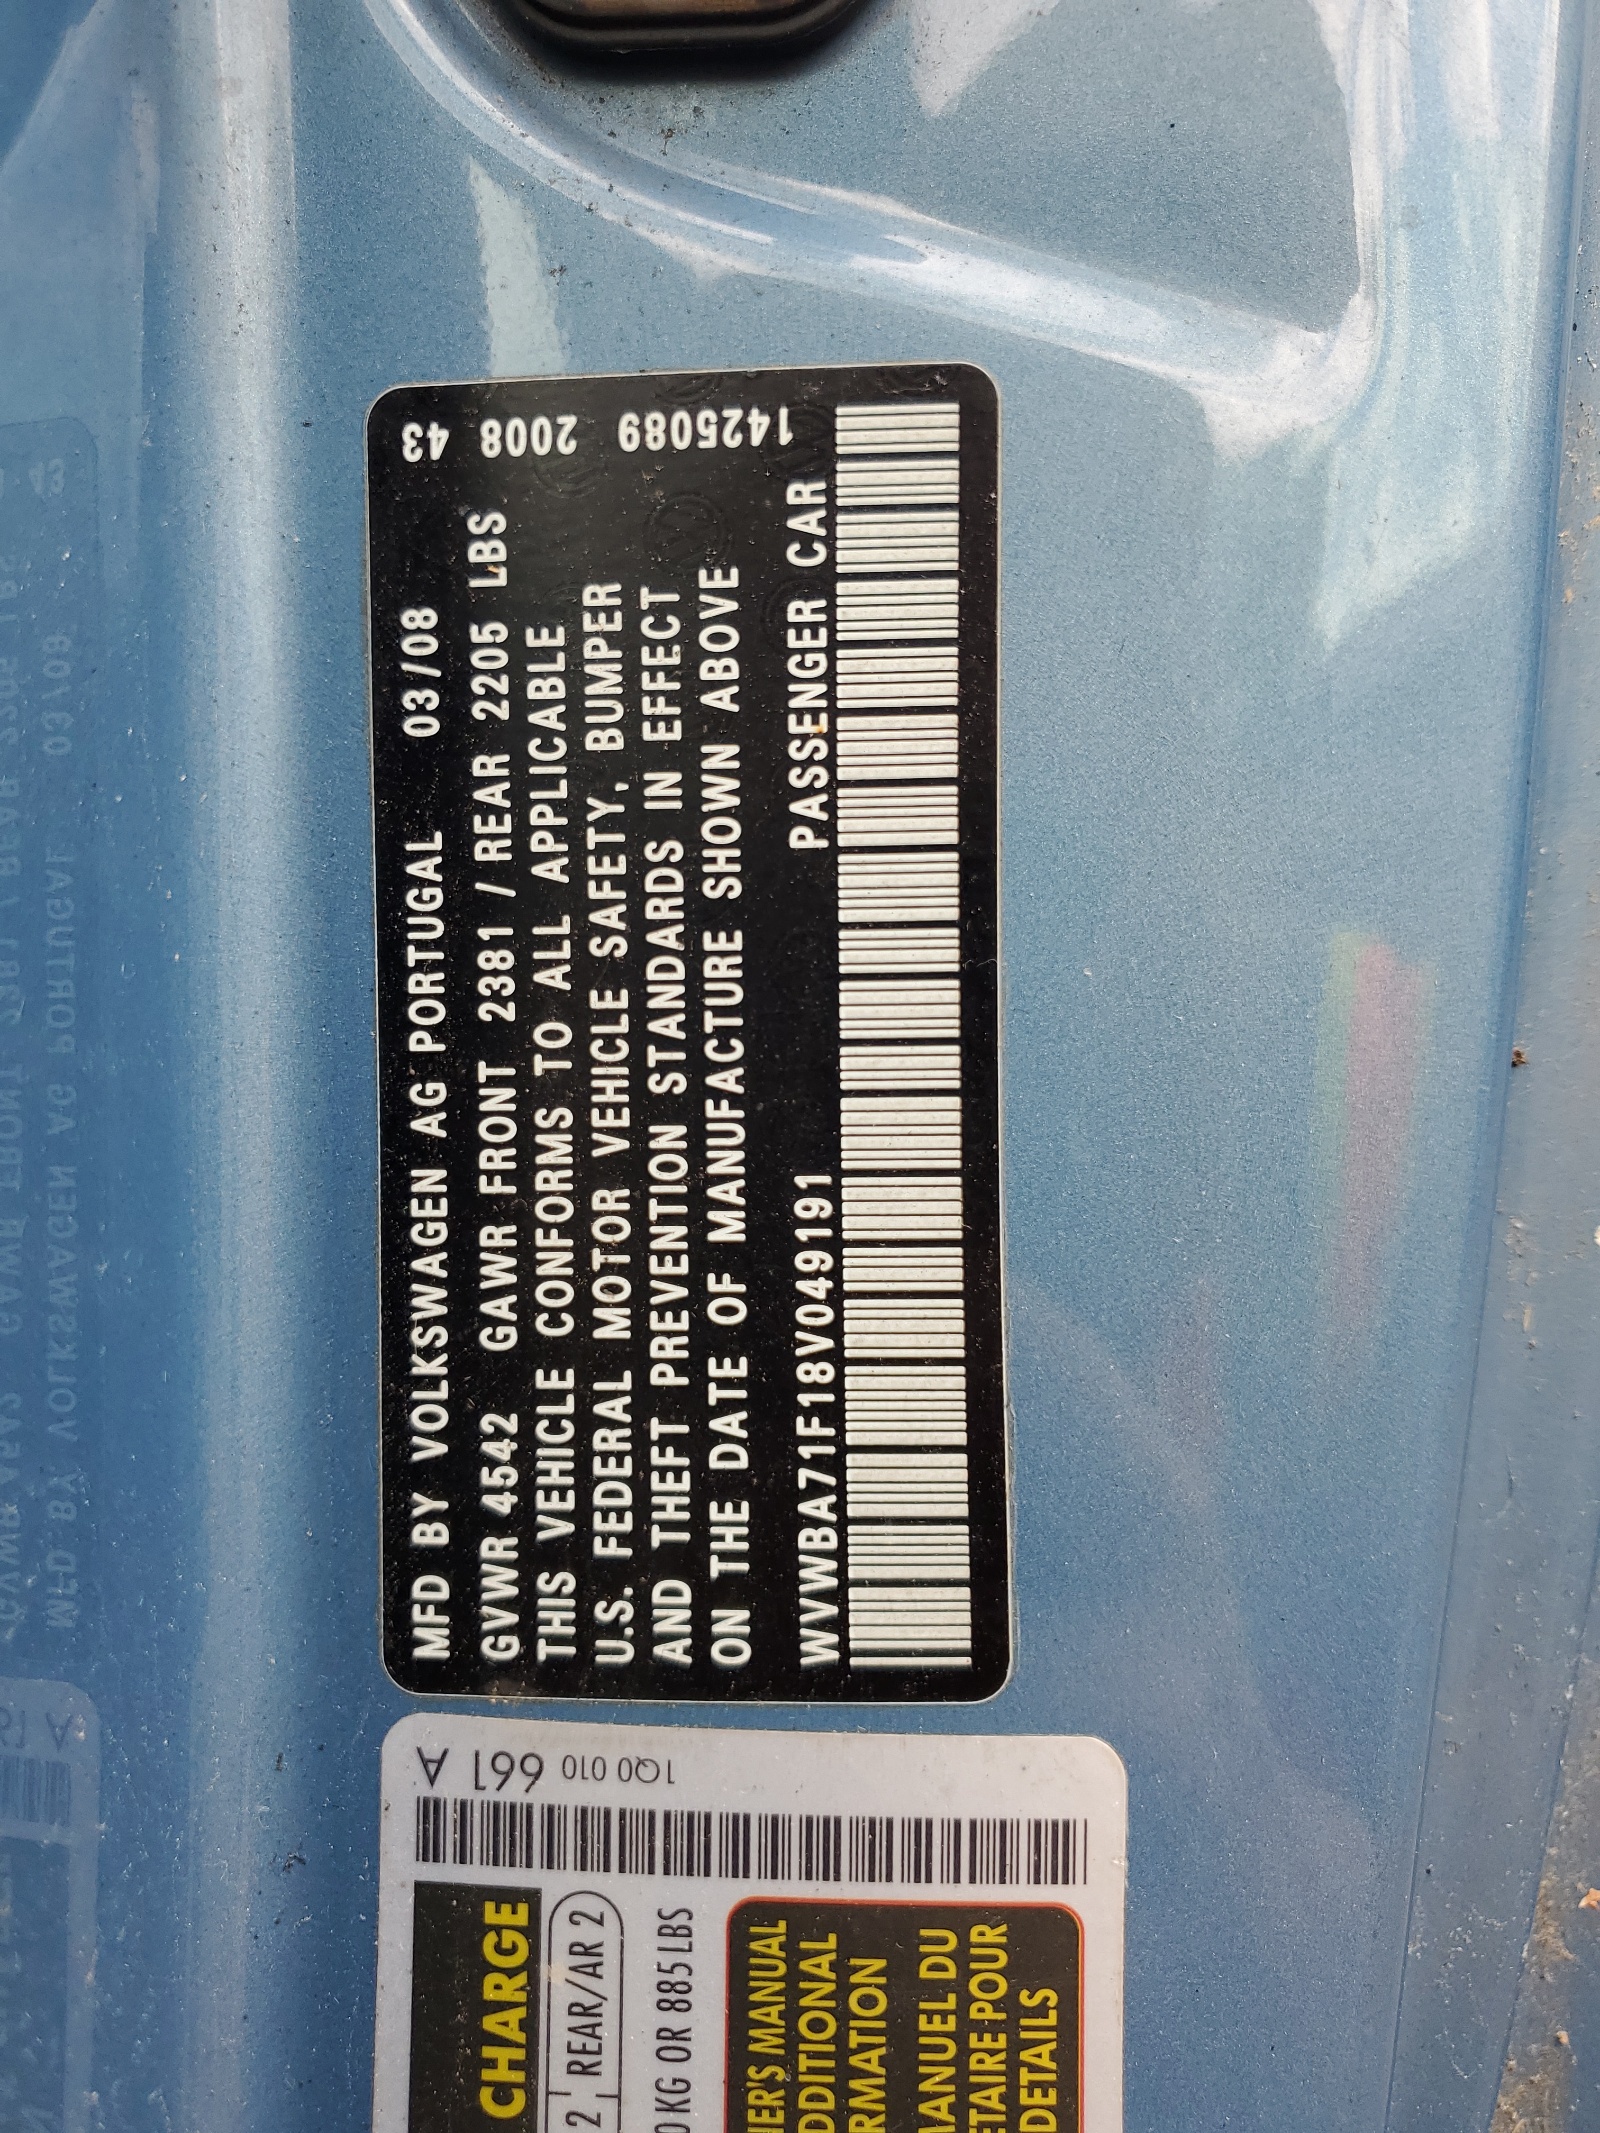 MFD BY VOLKSWAGEN AG PORTUGAL 03/08
GVWR 4542 GAWR FRONT 2381 / REAR 2205 LBS
THIS VEHICLE CONFORMS TO ALL APPLICABLE
U.S. FEDERAL MOTOR VEHICLE SAFETY, BUMPER
AND THEFT PREVENTION STANDARDS IN EFFECT
ON THE DATE OF MANUFACTURE SHOWN ABOVE
WVWBA71F18V049191 PASSENGER CAR
1425089 2008 43
1Q0 010 661 A
CHARGE
2 REAR/AR 2
0 KG OR 885 LBS
NER'S MANUAL
DDITIONAL
RMATION
MANUEL DU
ETAIRE POUR
DETAILS